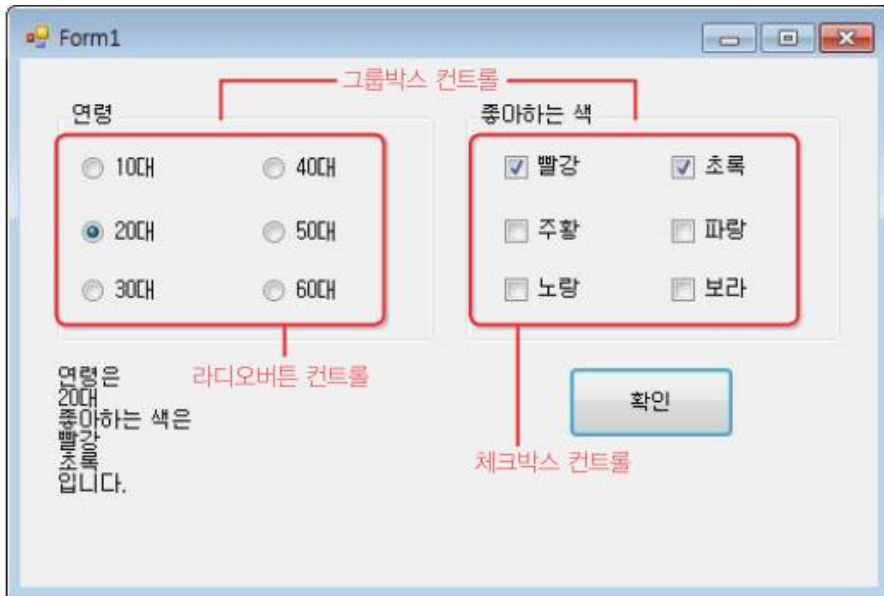 Form1
그룹박스 컨트롤
연령
좋아하는 색
10대
40대
20대
50대
30대
60대
빨강
초록
주황
파랑
노랑
보라
라디오버튼 컨트롤
연령은
20대
좋아하는 색은
빨강
초록
입니다.
확인
체크박스 컨트롤